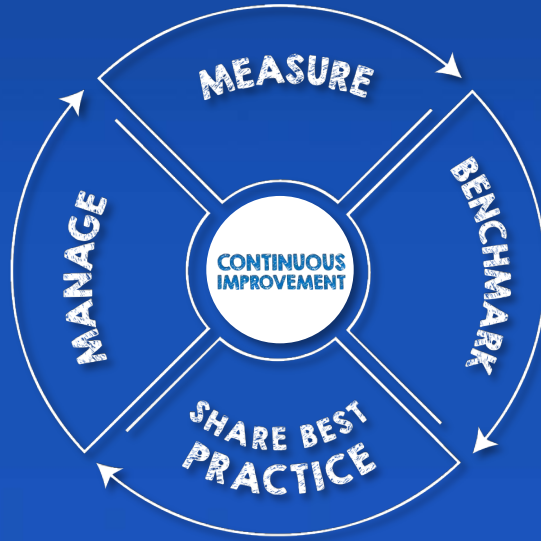 MEASURE
BENCHMARK
SHARE BEST
PRACTICE
MANAGE
CONTINUOUS
IMPROVEMENT